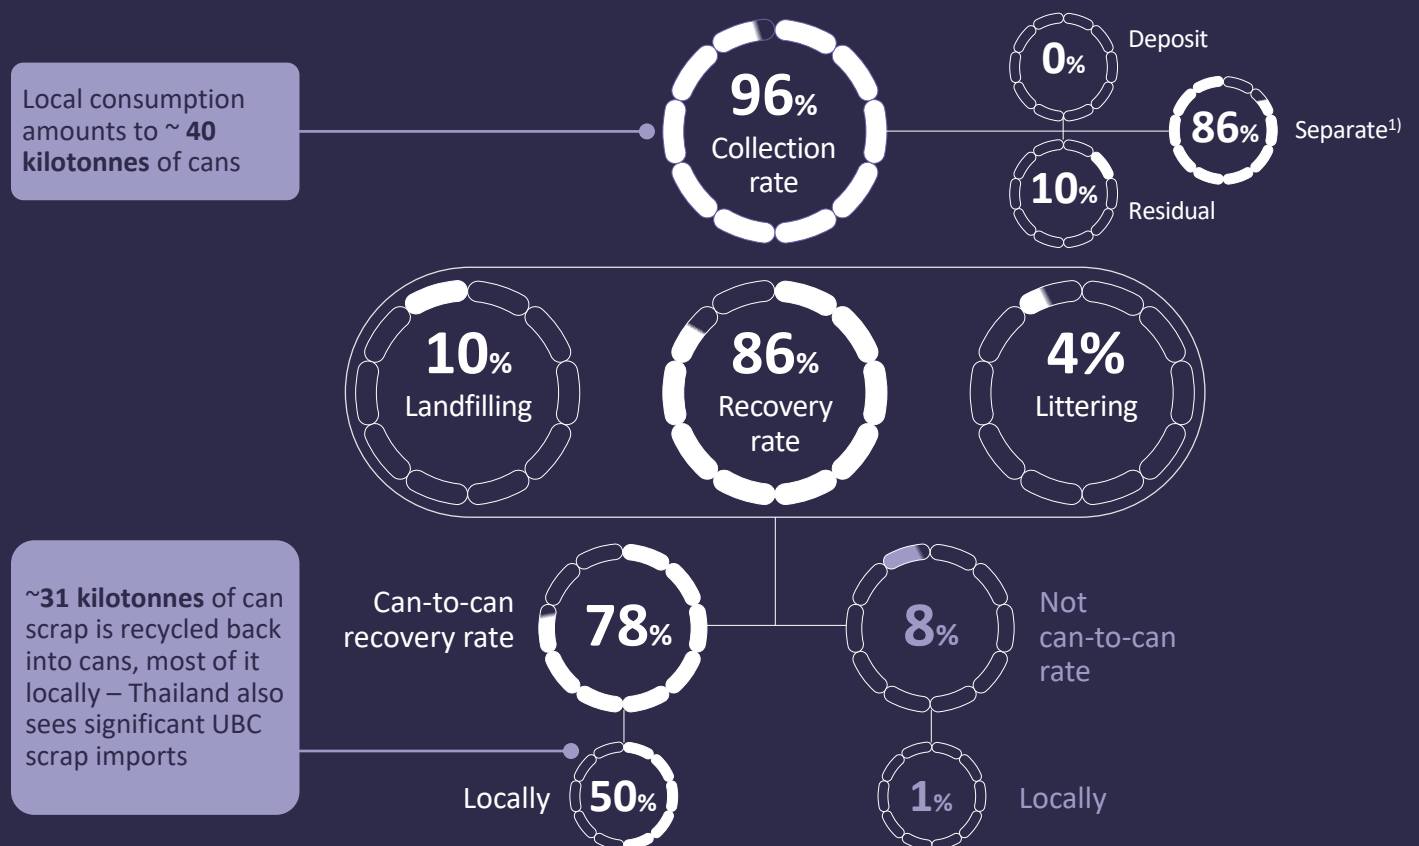 Local consumption
amounts to ~ 40
kilotonnes of cans
96%
Collection
rate
0%
Deposit
86%
Separate¹⁾
10%
Residual
10%
Landfilling
86%
Recovery
rate
4%
Littering
~31 kilotonnes of can
scrap is recycled back
into cans, most of it
locally – Thailand also
sees significant UBC
scrap imports
Can-to-can
recovery rate
78%
8%
Not
can-to-can
rate
Locally
50%
1%
Locally